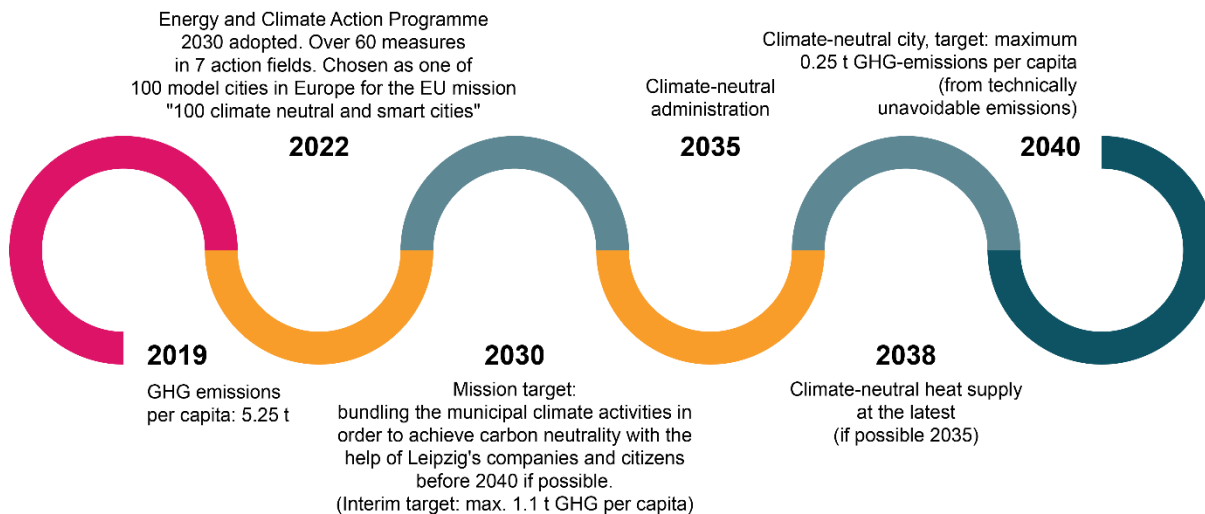 Energy and Climate Action Programme
2030 adopted. Over 60 measures
in 7 action fields. Chosen as one of
100 model cities in Europe for the EU mission
"100 climate neutral and smart cities"
2022
Climate-neutral
administration
2035
Climate-neutral city, target: maximum
0.25 t GHG-emissions per capita
(from technically
unavoidable emissions)
2040
2019
GHG emissions
per capita: 5.25 t
2030
Mission target:
bundling the municipal climate activities in
order to achieve carbon neutrality with the
help of Leipzig's companies and citizens
before 2040 if possible.
(Interim target: max. 1.1 t GHG per capita)
2038
Climate-neutral heat supply
at the latest
(if possible 2035)